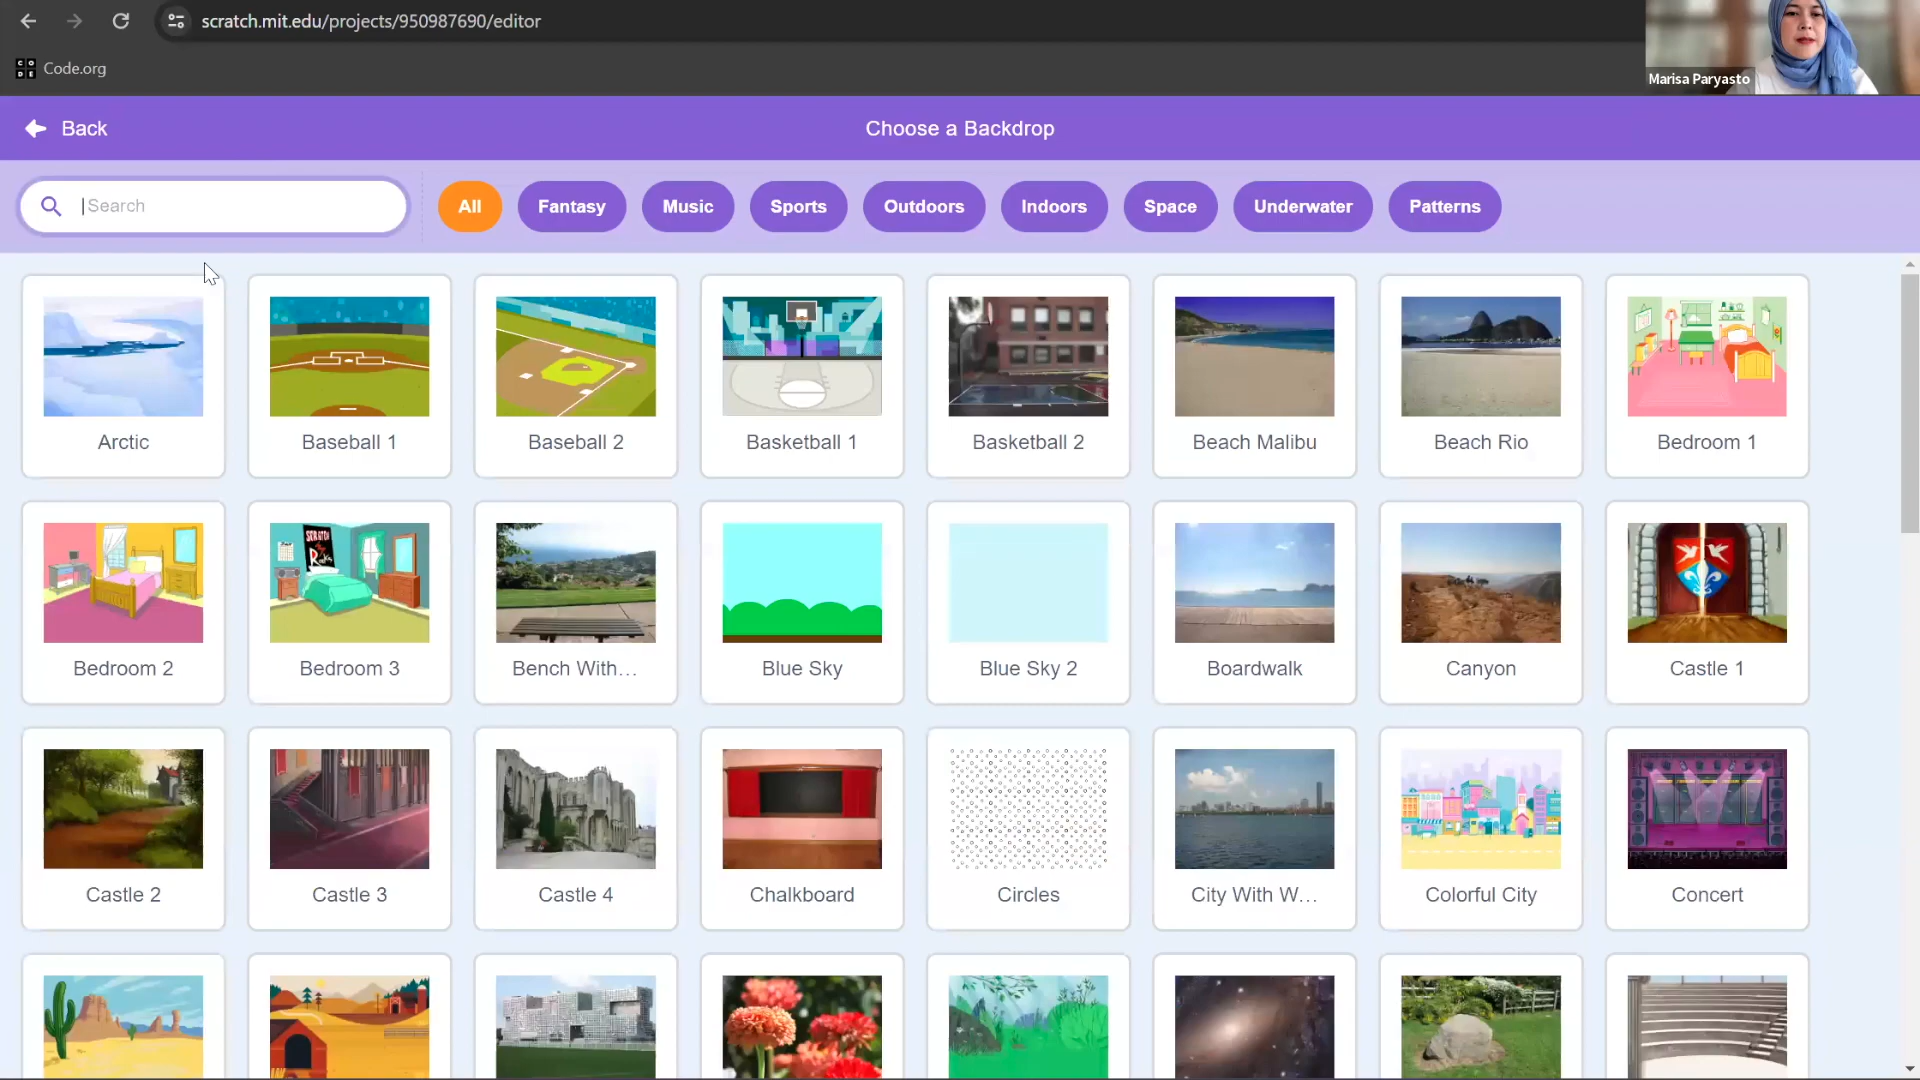 scratch.mit.edu/projects/950987690/editor
Code.org
Marisa Paryasto
Back
Choose a Backdrop
Search
All
Fantasy
Music
Sports
Outdoors
Indoors
Space
Underwater
Patterns
Arctic
Baseball 1
Baseball 2
Basketball 1
Basketball 2
Beach Malibu
Beach Rio
Bedroom 1
Bedroom 2
Bedroom 3
Bench With...
Blue Sky
Blue Sky 2
Boardwalk
Canyon
Castle 1
Castle 2
Castle 3
Castle 4
Chalkboard
Circles
City With W...
Colorful City
Concert